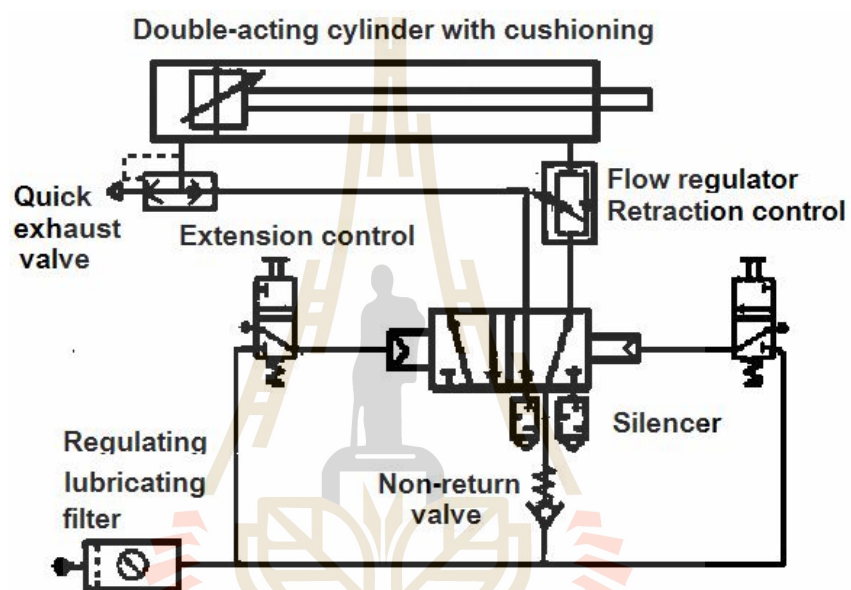 Double-acting cylinder with cushioning
Quick
exhaust
valve
Extension control
Flow regulator
Retraction control
Silencer
Regulating
lubricating
filter
Non-return
valve